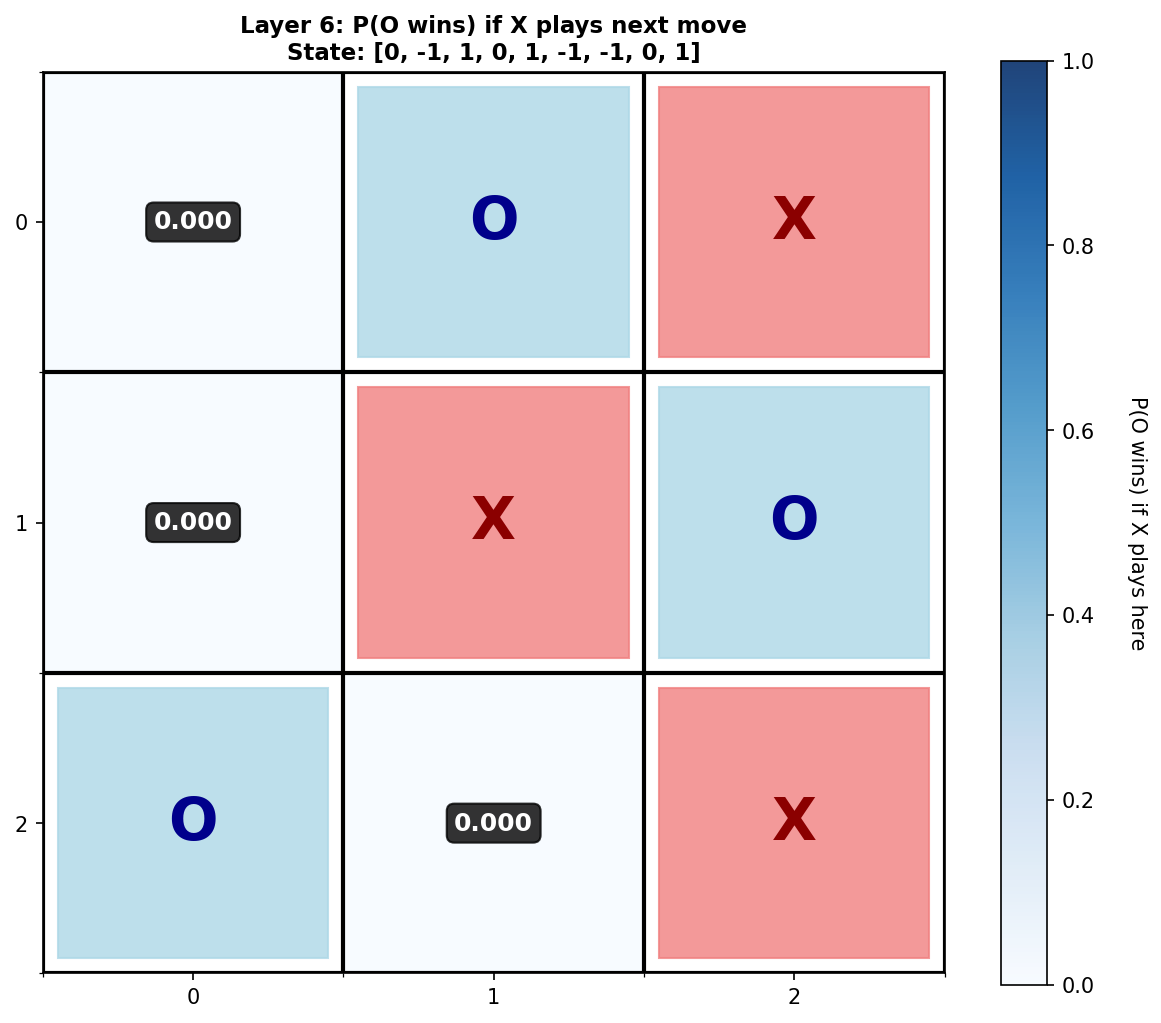 Layer 6: P(O wins) if X plays next move
State: [0, -1, 1, 0, 1, -1, -1, 0, 1]
0
0.000
O
X
1
0.000
X
O
2
O
0.000
X
0
1
2
1.0
0.8
0.6
0.4
0.2
0.0
P(O wins) if X plays here